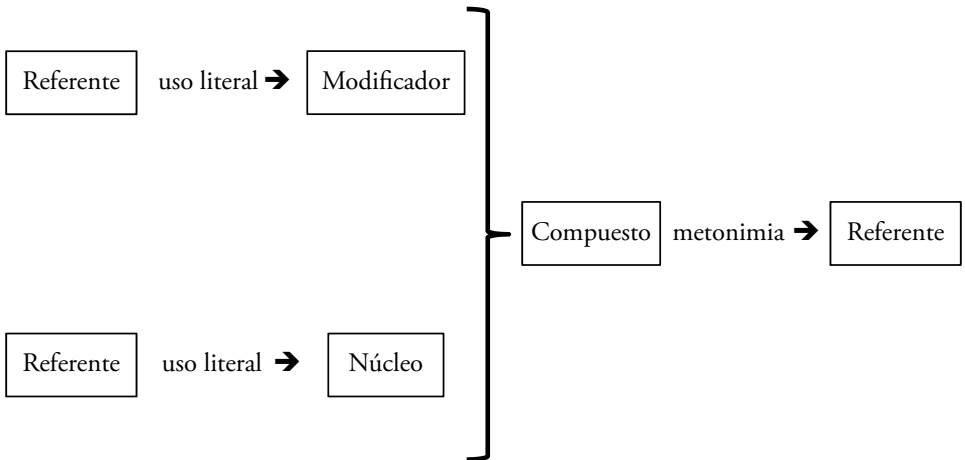 Referente uso literal → Modificador
Compuesto metonimia → Referente
Referente uso literal → Núcleo